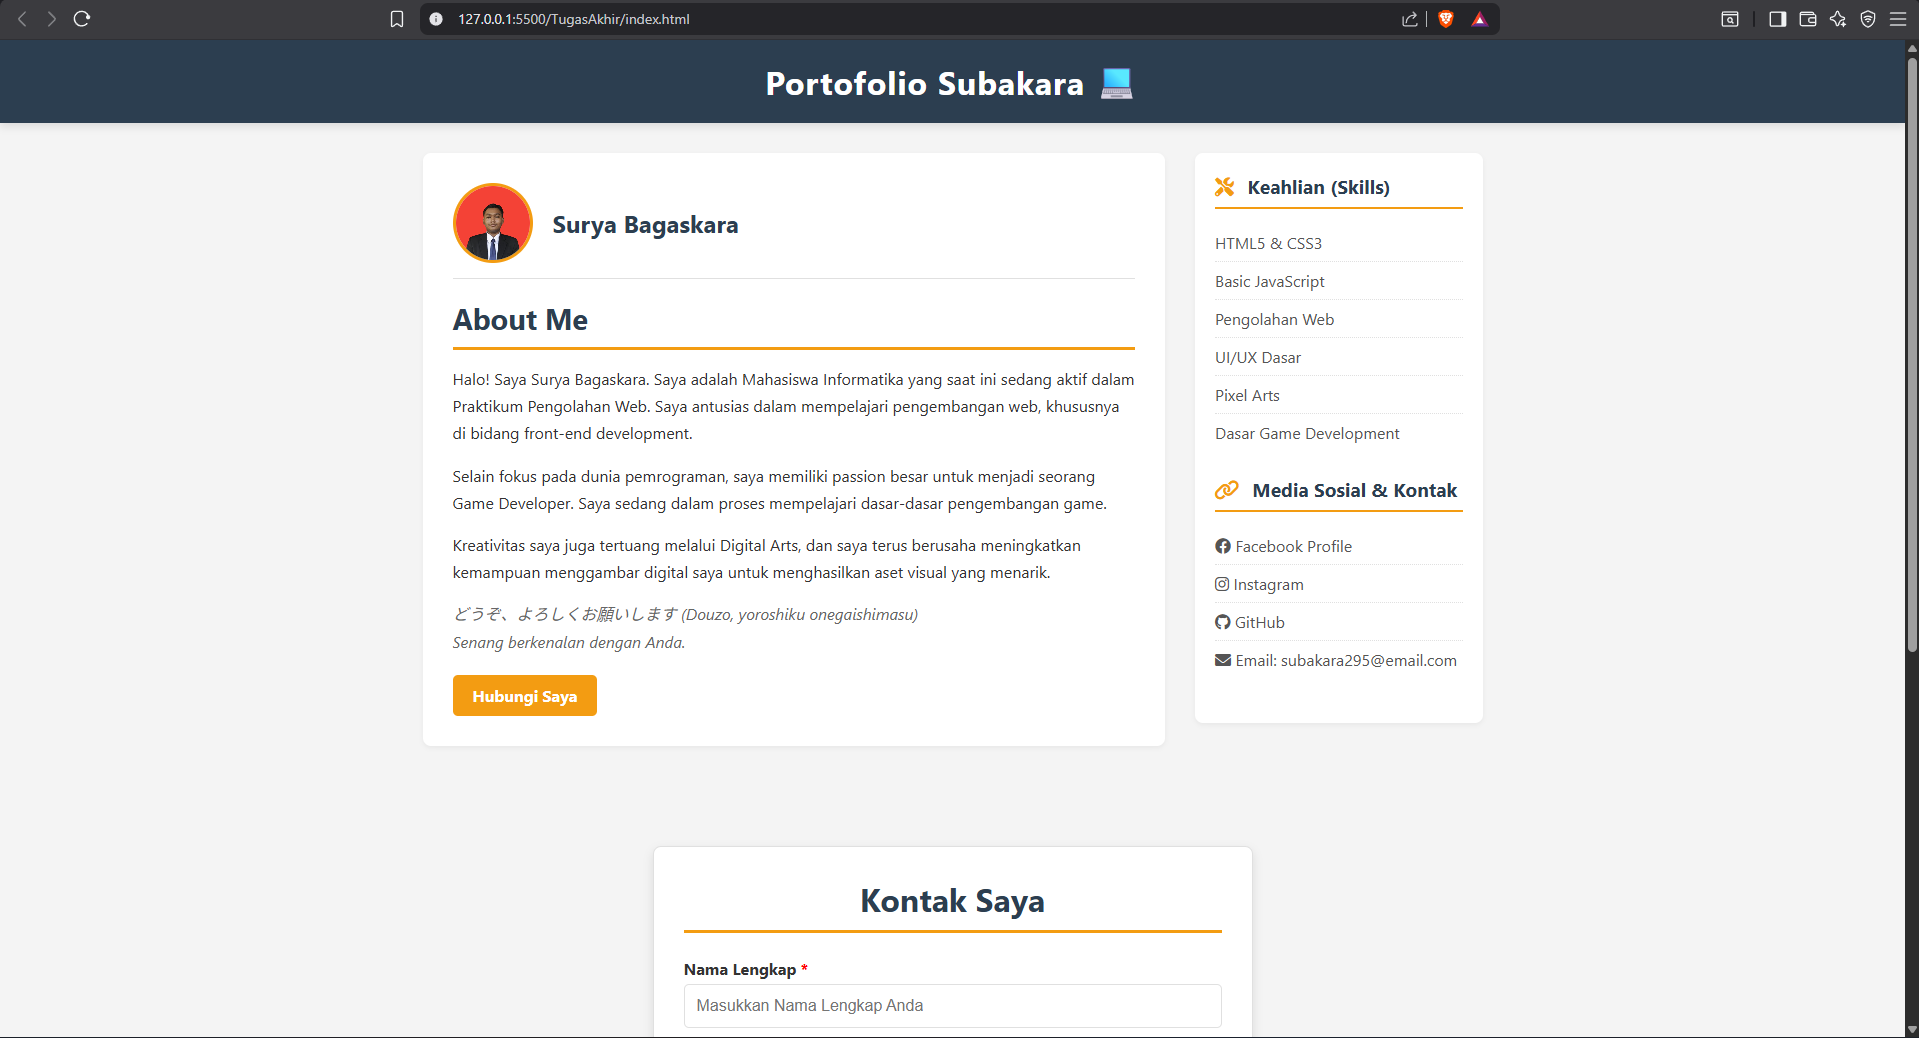 127.0.0.1:5500/TugasAkhir/index.html
Portofolio Subakara
Surya Bagaskara
About Me
Halo! Saya Surya Bagaskara. Saya adalah Mahasiswa Informatika yang saat ini sedang aktif dalam
Praktikum Pengolahan Web. Saya antusias dalam mempelajari pengembangan web, khususnya
di bidang front-end development.
Selain fokus pada dunia pemrograman, saya memiliki passion besar untuk menjadi seorang
Game Developer. Saya sedang dalam proses mempelajari dasar-dasar pengembangan game.
Kreativitas saya juga tertuang melalui Digital Arts, dan saya terus berusaha meningkatkan
kemampuan menggambar digital saya untuk menghasilkan aset visual yang menarik.
どうぞ、よろしくお願いします (Douzo, yoroshiku onegaishimasu)
Senang berkenalan dengan Anda.
Hubungi Saya
Keahlian (Skills)
HTML5 & CSS3
Basic JavaScript
Pengolahan Web
UI/UX Dasar
Pixel Arts
Dasar Game Development
Media Sosial & Kontak
Facebook Profile
Instagram
GitHub
Email: subakara295@email.com
Kontak Saya
Nama Lengkap *
Masukkan Nama Lengkap Anda